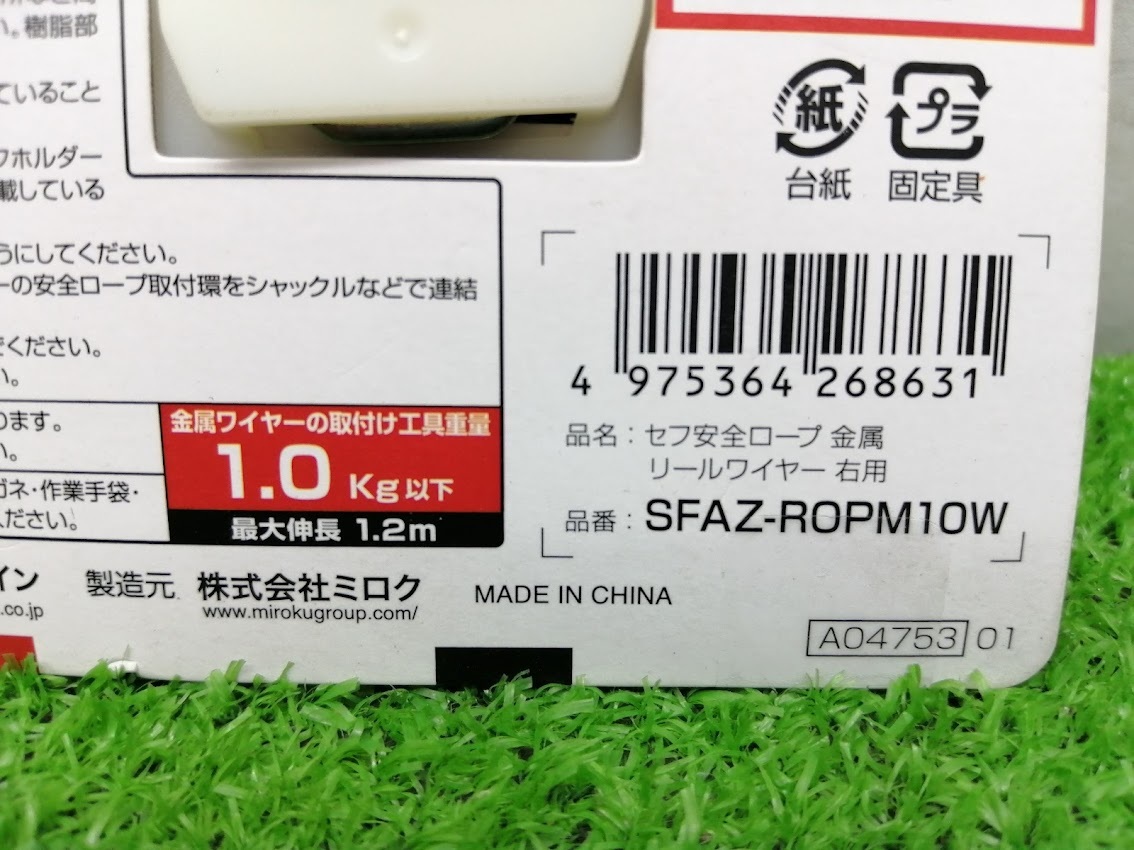 い。樹脂部
ていること
ホルダー
載している
うにしてください。
ーの安全ロープ取付環をシャックルなどで連結
ください。
い。
ります。
い。
ガネ・作業手袋・
ください。
金属ワイヤーの取付け工具重量
1.0 Kg以下
最大伸長 1.2m
イン
.co.jp
製造元 株式会社ミロク
www.mirokugroup.com/
MADE IN CHINA
紙
プラ
台紙 固定具
4 975364 268631
品名：セフ安全ロープ 金属
リールワイヤー 右用
品番：SFAZ-ROPM10W
A04753 01